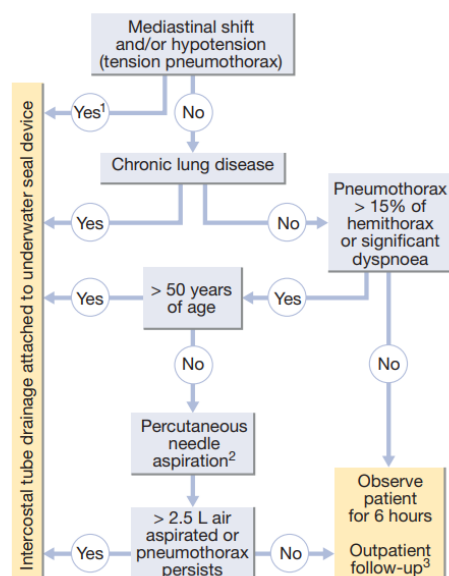 Mediastinal shift
and/or hypotension
(tension pneumothorax)
Yes¹
No
Chronic lung disease
Yes
No
Pneumothorax
> 15% of
hemithorax
or significant
dyspnoea
Yes
> 50 years
of age
Yes
No
No
Percutaneous
needle
aspiration²
> 2.5 L air
aspirated or
pneumothorax
persists
Yes
No
Observe
patient
for 6 hours
Outpatient
follow-up³
Intercostal tube drainage attached to underwater seal device